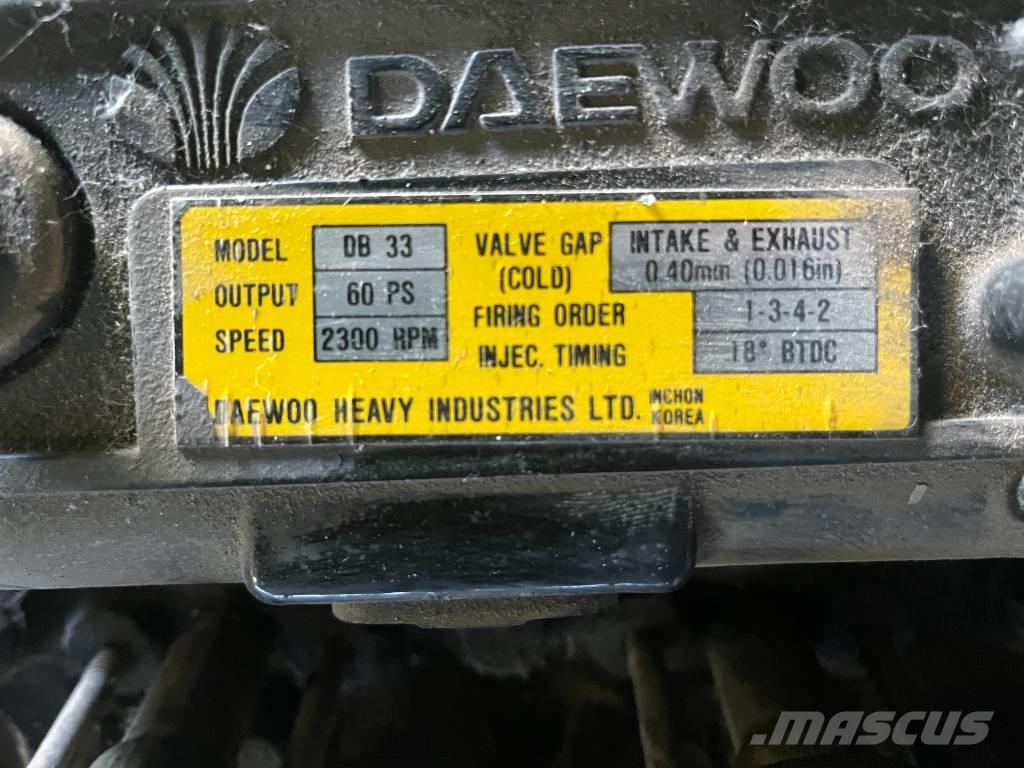 DAEWOO
MODEL DB 33
OUTPUT 60 PS
SPEED 2300 RPM
VALVE GAP (COLD) INTAKE & EXHAUST 0.40mm (0.016in)
FIRING ORDER 1-3-4-2
INJEC. TIMING 18° BTDC
DAEWOO HEAVY INDUSTRIES LTD. INCHON KOREA
MASCUS